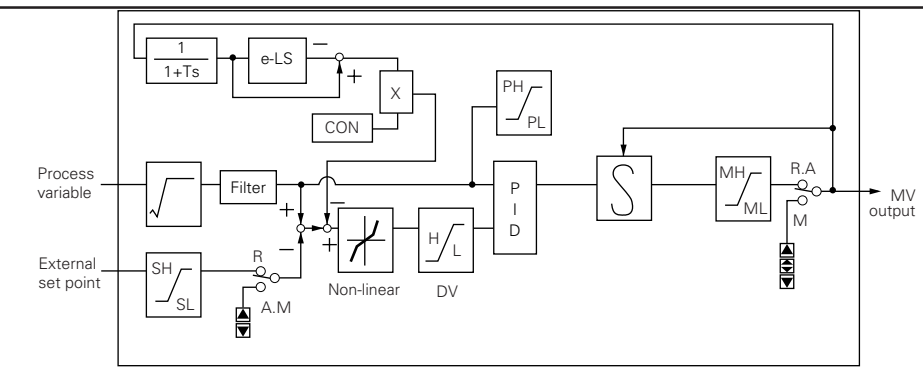 1
1+Ts
e-LS
−
+
X
CON
PH
PL
Process
variable
Filter
+
−
P
I
D
MH
ML
R.A
M
MV
output
−
+
H
L
External
set point
SH
SL
R
A.M
Non-linear
DV